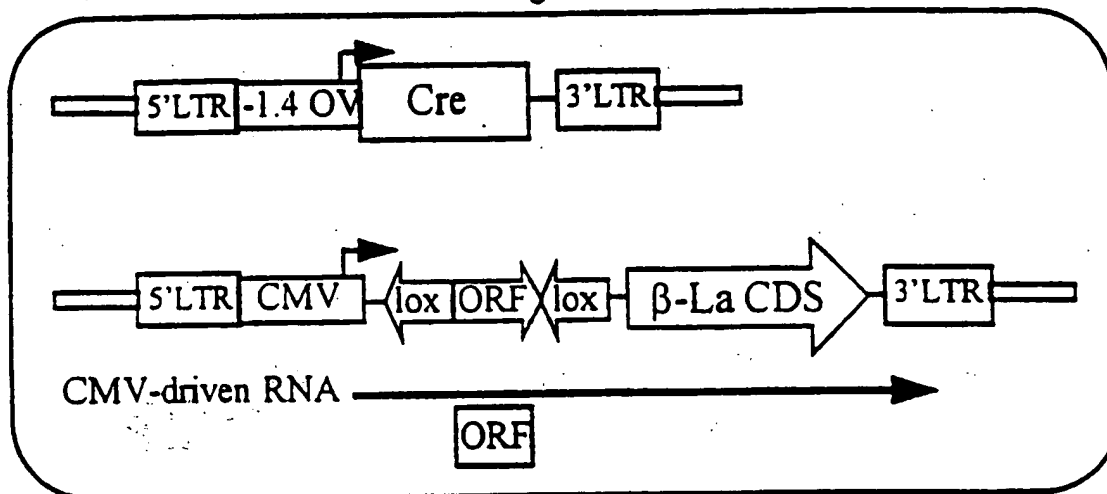 5'LTR -1.4 OV Cre 3'LTR
5'LTR CMV lox ORF lox β-La CDS 3'LTR
CMV-driven RNA
ORF